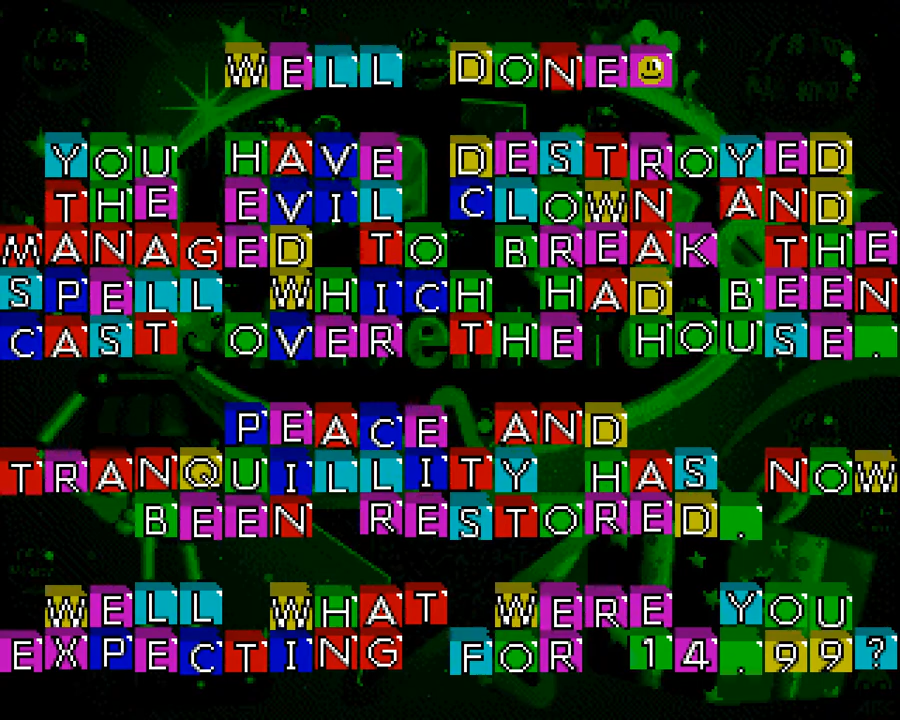 WELL DONE
YOU HAVE DESTROYED
THE EVIL CLOWN AND
MANAGED TO BREAK THE
SPELL WHICH HAD BEEN
CAST OVER THE HOUSE.
PEACE AND
TRANQUILLITY HAS NOW
BEEN RESTORED.
WELL WHAT WERE YOU
EXPECTING FOR 14.99?